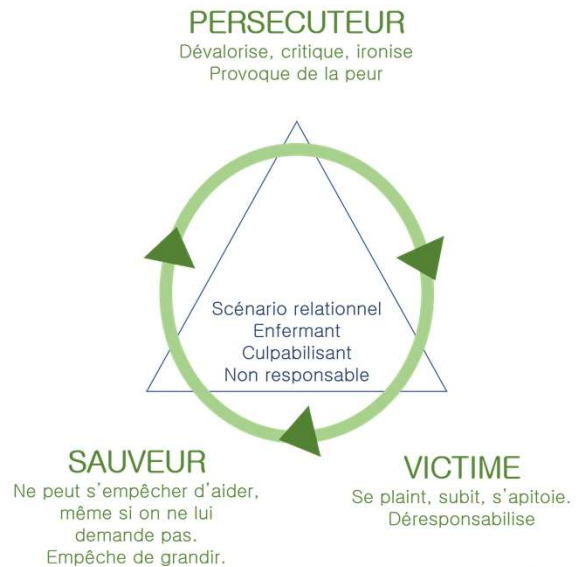 PERSECUTEUR
Dévalorise, critique, ironise
Provoque de la peur
Scénario relationnel
Enfermant
Culpabilisant
Non responsable
SAUVEUR
Ne peut s'empêcher d'aider,
même si on ne lui
demande pas.
Empêche de grandir.
VICTIME
Se plaint, subit, s'apitoie.
Déresponsabilise